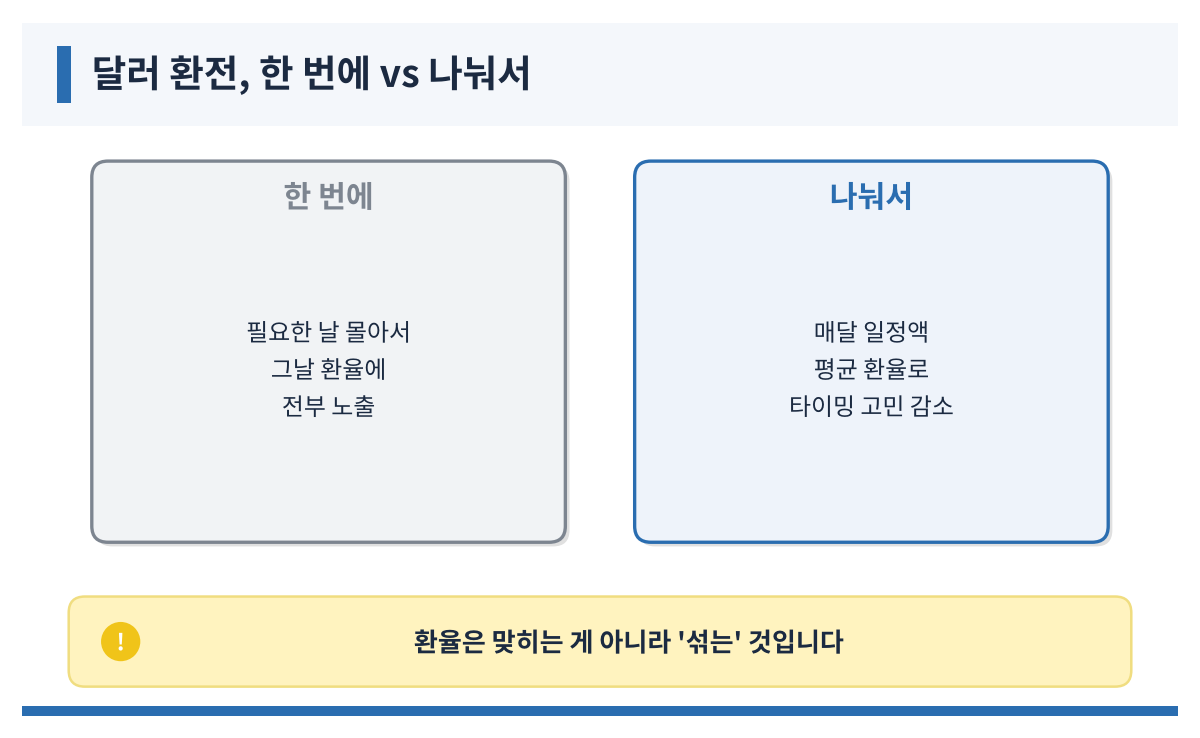 달러 환전, 한 번에 vs 나눠서
한 번에
필요한 날 몰아서
그날 환율에
전부 노출
나눠서
매달 일정액
평균 환율로
타이밍 고민 감소
!
환율은 맞히는 게 아니라 '섞는' 것입니다